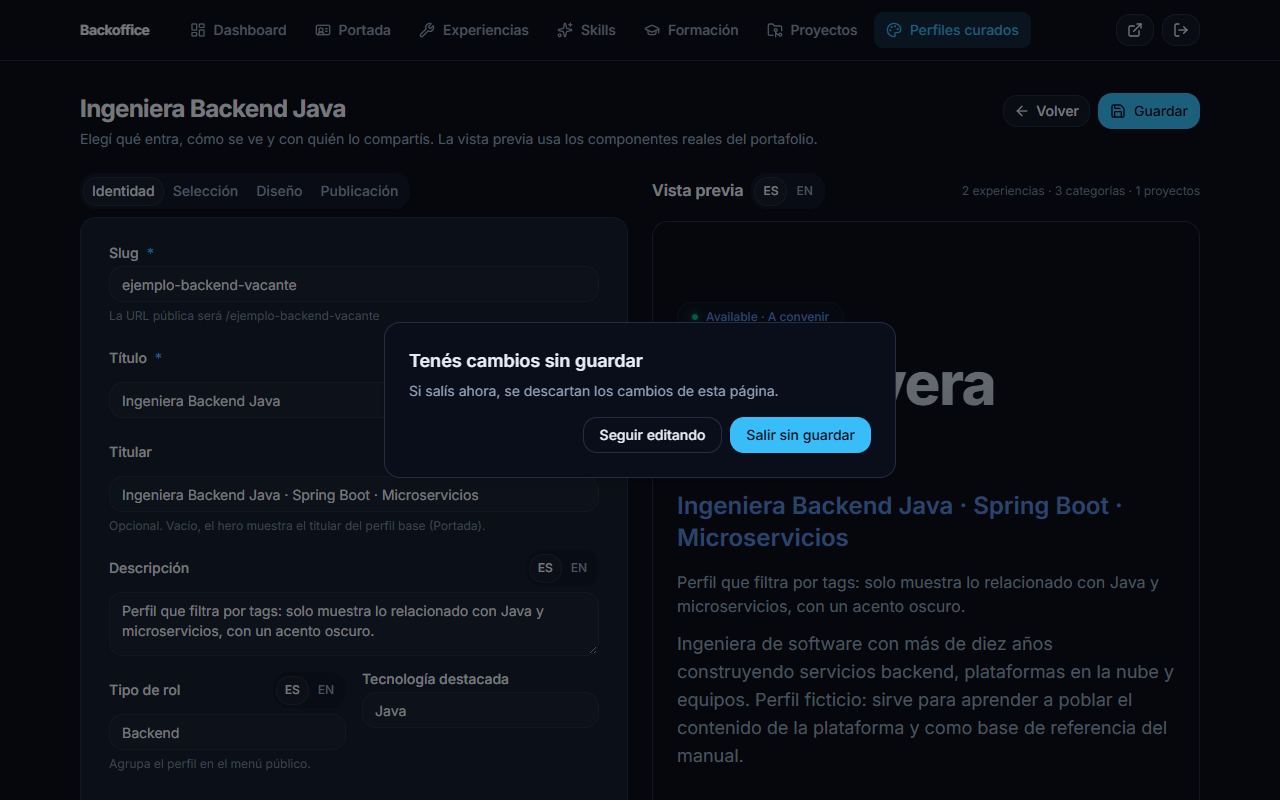 Backoffice
Dashboard
Portada
Experiencias
Skills
Formación
Proyectos
Perfiles curados
Ingeniera Backend Java
Volver
Guardar
Elegí qué entra, cómo se ve y con quién lo compartís. La vista previa usa los componentes reales del portafolio.
Identidad
Selección
Diseño
Publicación
Vista previa
ES
EN
2 experiencias · 3 categorías · 1 proyectos
Slug *
ejemplo-backend-vacante
La URL pública será /ejemplo-backend-vacante
Título *
Ingeniera Backend Java
Titular
Ingeniera Backend Java · Spring Boot · Microservicios
Opcional. Vacío, el hero muestra el titular del perfil base (Portada).
Descripción
ES
EN
Perfil que filtra por tags: solo muestra lo relacionado con Java y
microservicios, con un acento oscuro.
Tipo de rol
ES
EN
Backend
Agrupa el perfil en el menú público.
Tecnología destacada
Java
Tenés cambios sin guardar
Si salís ahora, se descartan los cambios de esta página.
Seguir editando
Salir sin guardar
Available · A convenir
vera
Ingeniera Backend Java · Spring Boot ·
Microservicios
Perfil que filtra por tags: solo muestra lo relacionado con Java y
microservicios, con un acento oscuro.
Ingeniera de software con más de diez años
construyendo servicios backend, plataformas en la nube y
equipos. Perfil ficticio: sirve para aprender a poblar el
contenido de la plataforma y como base de referencia del
manual.